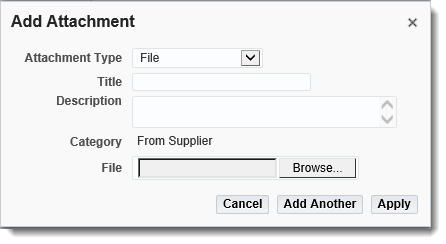 Add Attachment
Attachment Type File
Title
Description
Category From Supplier
File Browse...
Cancel Add Another Apply